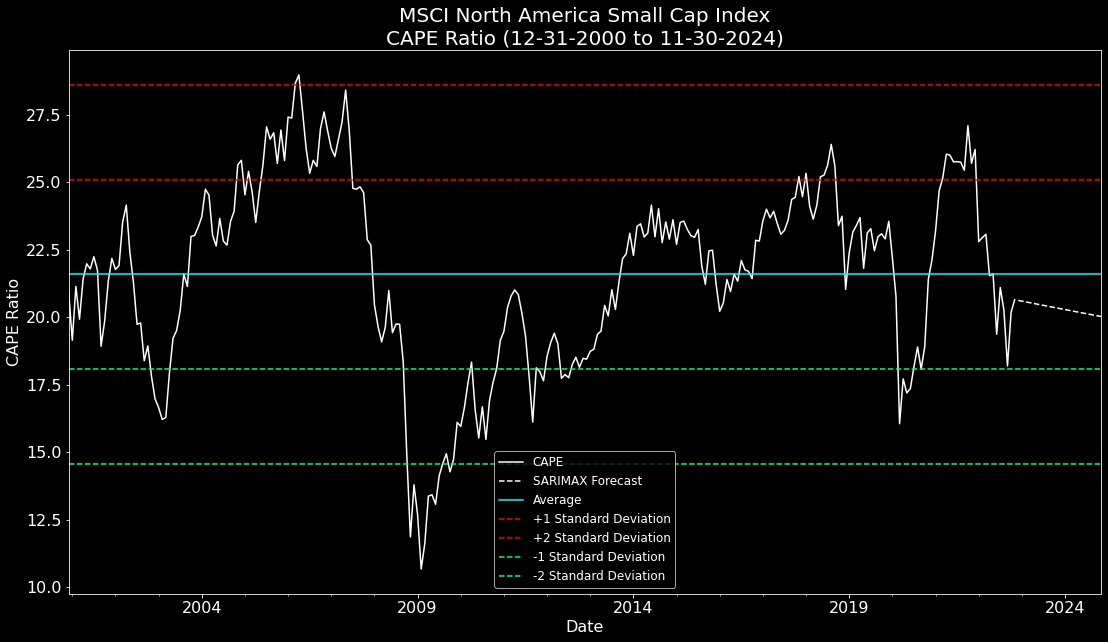 MSCI North America Small Cap Index
CAPE Ratio (12-31-2000 to 11-30-2024)
CAPE Ratio
27.5
25.0
22.5
20.0
17.5
15.0
12.5
10.0
CAPE
SARIMAX Forecast
Average
+1 Standard Deviation
+2 Standard Deviation
-1 Standard Deviation
-2 Standard Deviation
2004 2009 2014 2019 2024
Date